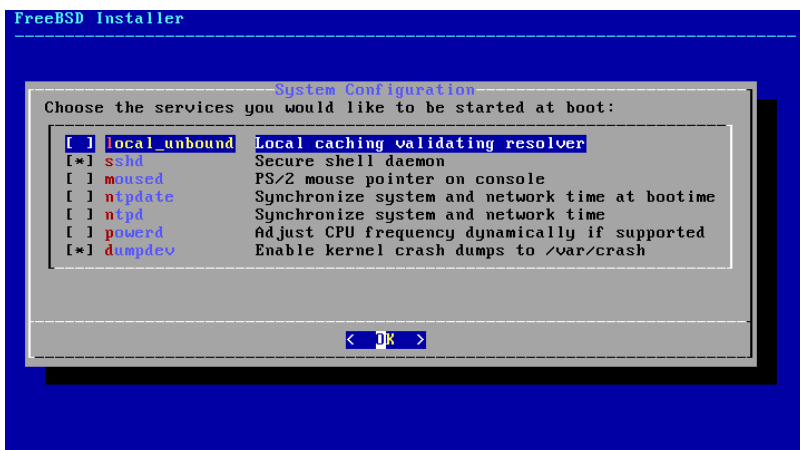 FreeBSD Installer
System Configuration
Choose the services you would like to be started at boot:
[ ] local_unbound Local caching validating resolver
[*] sshd Secure shell daemon
[ ] moused PS/2 mouse pointer on console
[ ] ntpdate Synchronize system and network time at bootime
[ ] ntpd Synchronize system and network time
[ ] powerd Adjust CPU frequency dynamically if supported
[*] dumpdev Enable kernel crash dumps to /var/crash
< OK >